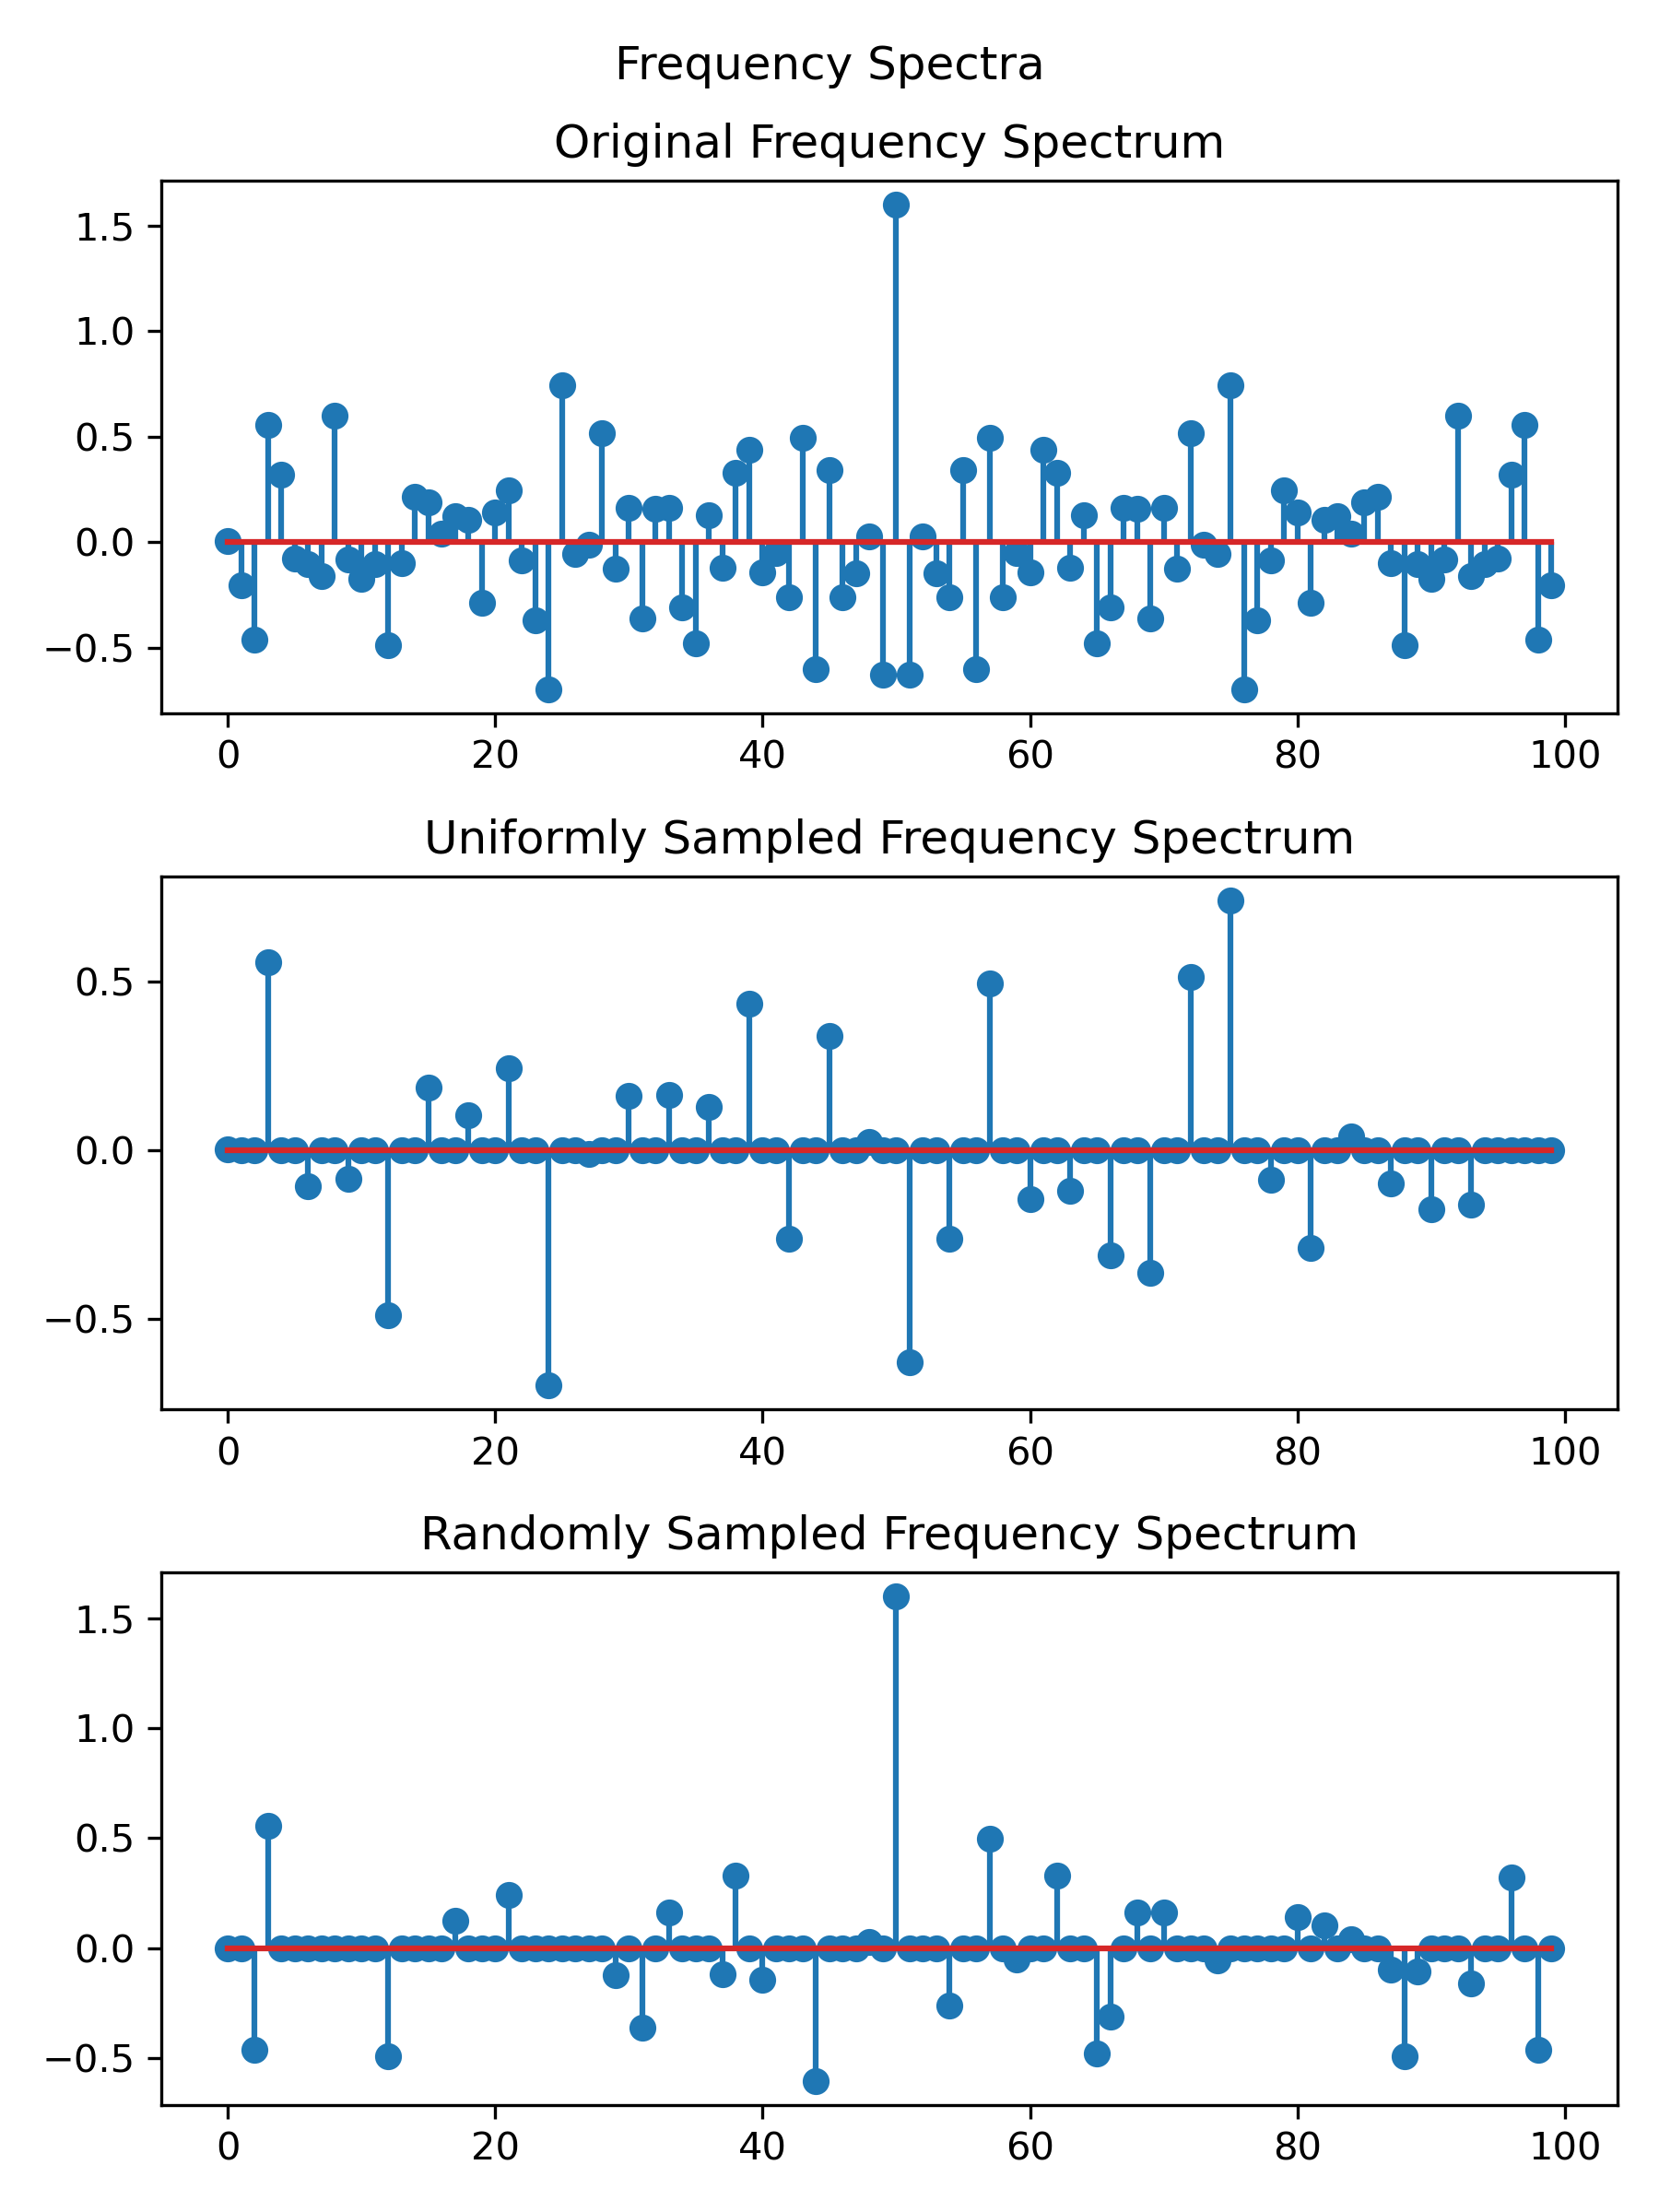 Frequency Spectra
Original Frequency Spectrum
1.5
1.0
0.5
0.0
−0.5
0 20 40 60 80 100
Uniformly Sampled Frequency Spectrum
0.5
0.0
−0.5
0 20 40 60 80 100
Randomly Sampled Frequency Spectrum
1.5
1.0
0.5
0.0
−0.5
0 20 40 60 80 100